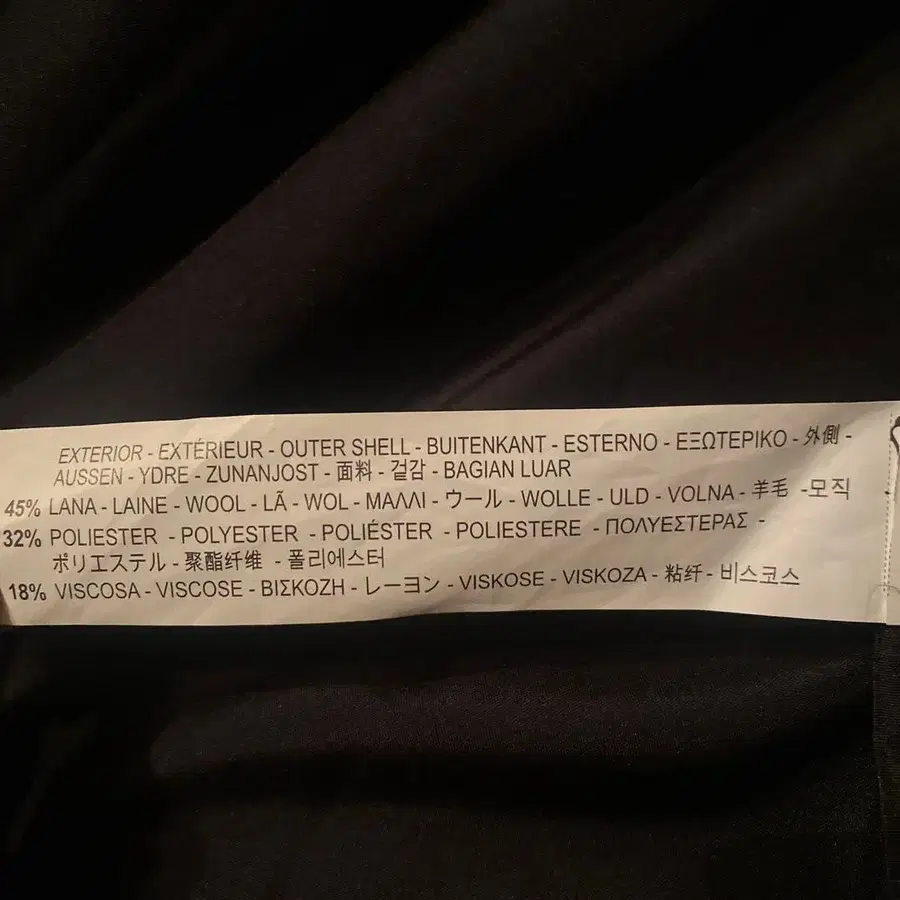 EXTERIOR - EXTÉRIEUR - OUTER SHELL - BUITENKANT - ESTERNO - ΕΞΩΤΕΡΙΚΟ - 外側 -
AUSSEN - YDRE - ZUNANJOST - 面料 - 겉감 - BAGIAN LUAR
45% LANA - LAINE - WOOL - LÃ - WOL - ΜΑΛΛΙ - ウール - WOLLE - ULD - VOLNA - 羊毛 -모직
32% POLIESTER - POLYESTER - POLIÉSTER - POLIESTERE - ΠΟΛΥΕΣΤΕΡΑΣ -
ポリエステル - 聚酯纤维 - 폴리에스터
18% VISCOSA - VISCOSE - ΒΙΣΚΟΖΗ - レーヨン - VISKOSE - VISKOZA - 粘纤 - 비스코스